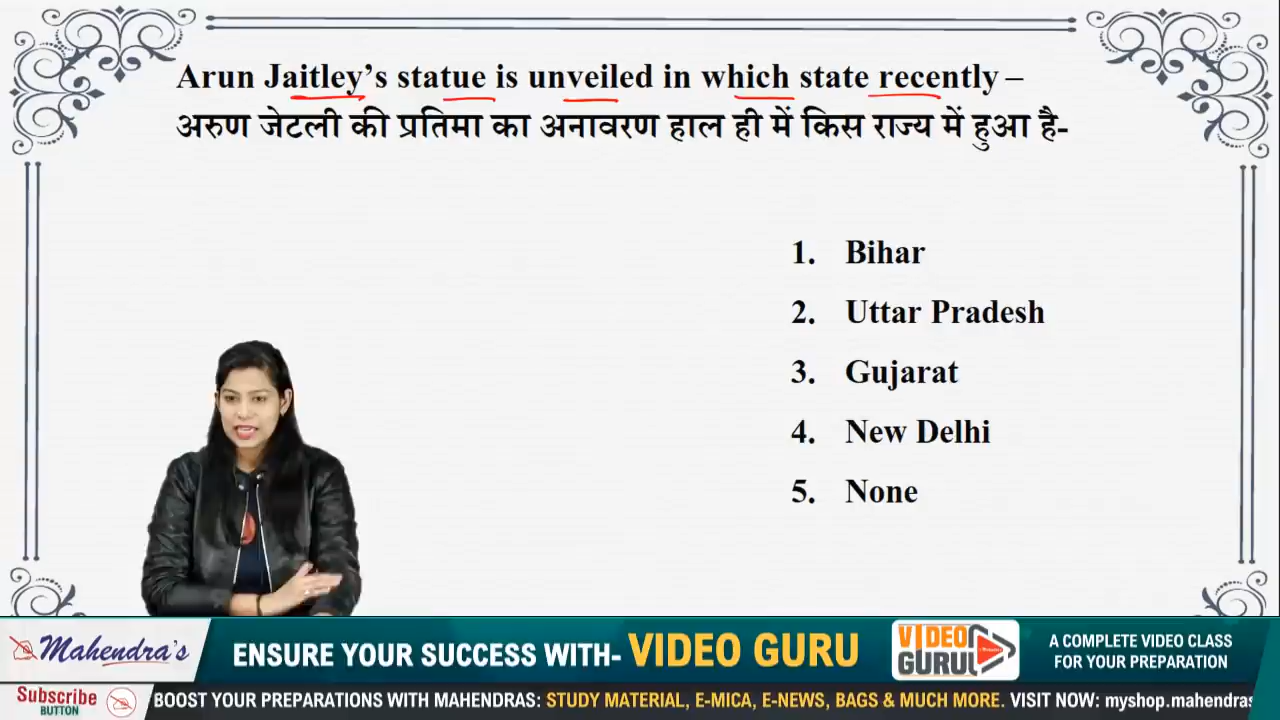 Arun Jaitley’s statue is unveiled in which state recently –
अरुण जेटली की प्रतिमा का अनावरण हाल ही में किस राज्य में हुआ है-
1. Bihar
2. Uttar Pradesh
3. Gujarat
4. New Delhi
5. None
Mahendra's
ENSURE YOUR SUCCESS WITH- VIDEO GURU
VIDEO
GURU
A COMPLETE VIDEO CLASS
FOR YOUR PREPARATION
Subscribe
BUTTON
BOOST YOUR PREPARATIONS WITH MAHENDRAS: STUDY MATERIAL, E-MICA, E-NEWS, BAGS & MUCH MORE. VISIT NOW: myshop.mahendras